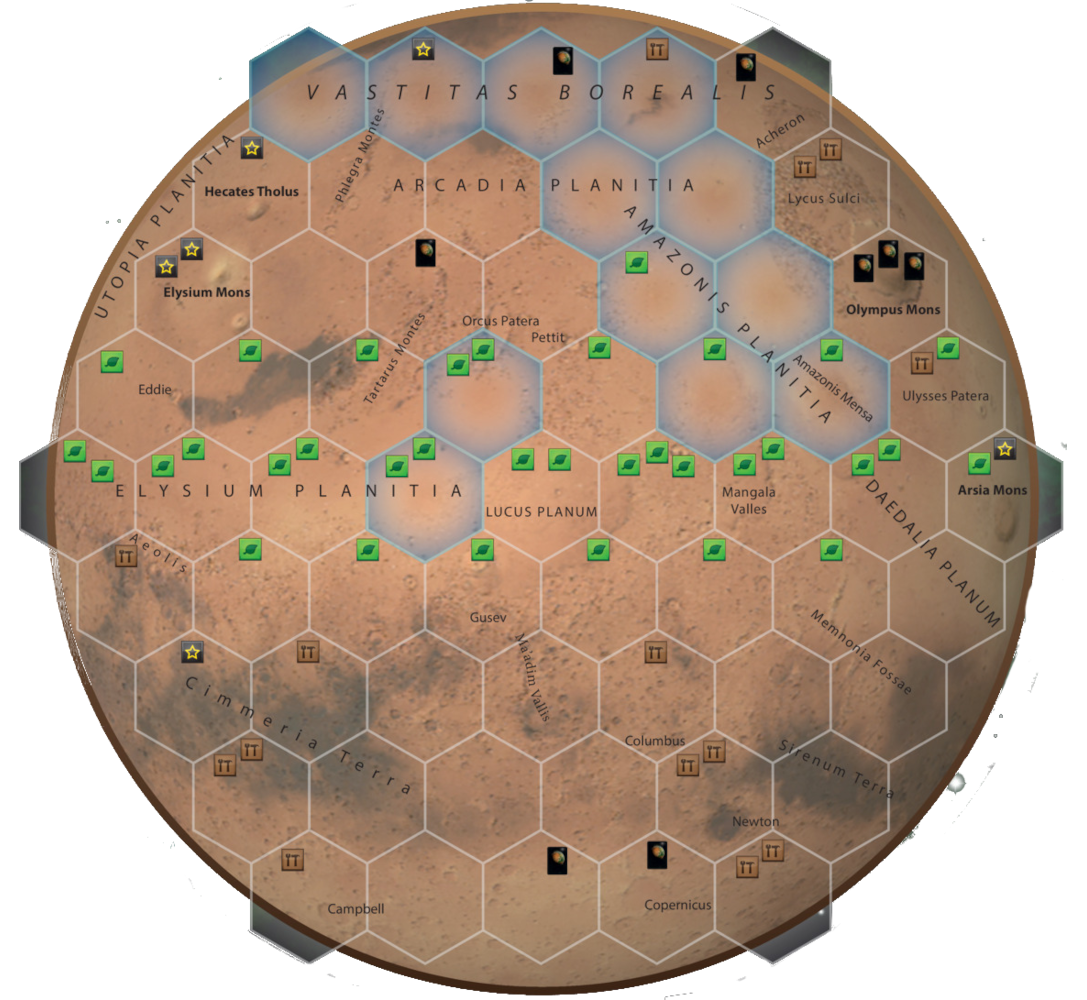 VASTITAS BOREALIS
Acheron
Phlegra Montes
UTOPIA PLANITIA
Hecates Tholus
ARCADIA PLANITIA
Lycus Sulci
AMAZONIS PLANITIA
Elysium Mons
Olympus Mons
Orcus Patera
Pettit
Tartarus Montes
Eddie
Amazonis Mensa
Ulysses Patera
ELYSIUM PLANITIA
LUCUS PLANUM
Mangala
Valles
Arsia Mons
DAEDALIA PLANUM
Aeolis
Gusev
Ma'adim Vallis
Memnonia Fossae
Cimmeria Terra
Columbus
Sirenum Terra
Newton
Campbell
Copernicus